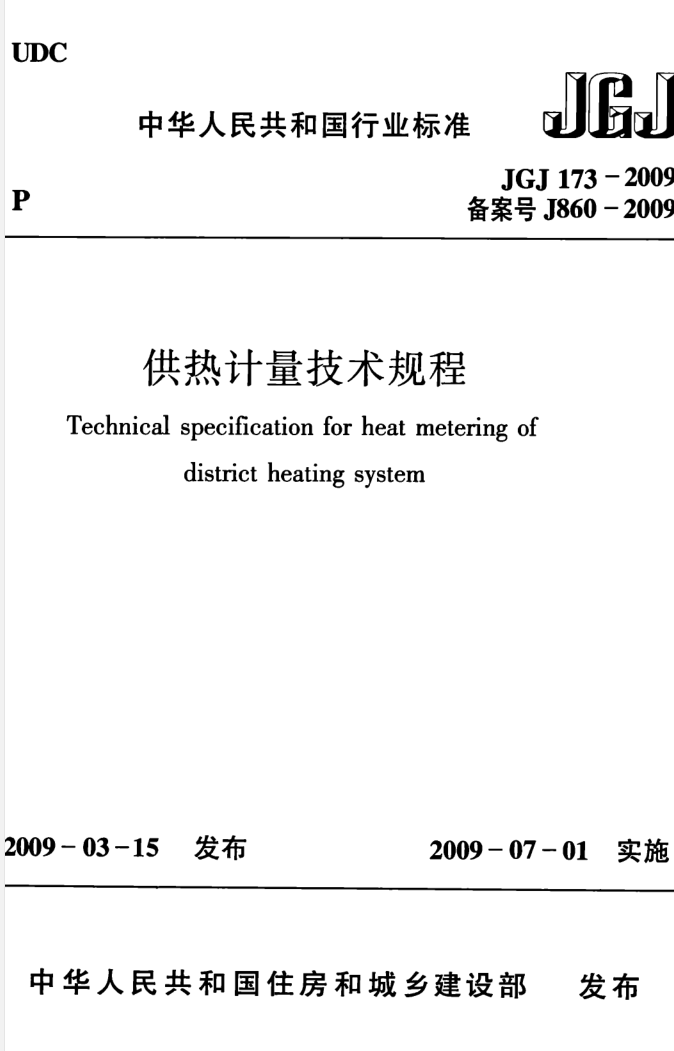 UDC
中华人民共和国行业标准
JGJ
JGJ 173－2009
P
备案号 J860－2009
供热计量技术规程
Technical specification for heat metering of
district heating system
2009－03－15 发布 2009－07－01 实施
中华人民共和国住房和城乡建设部 发布